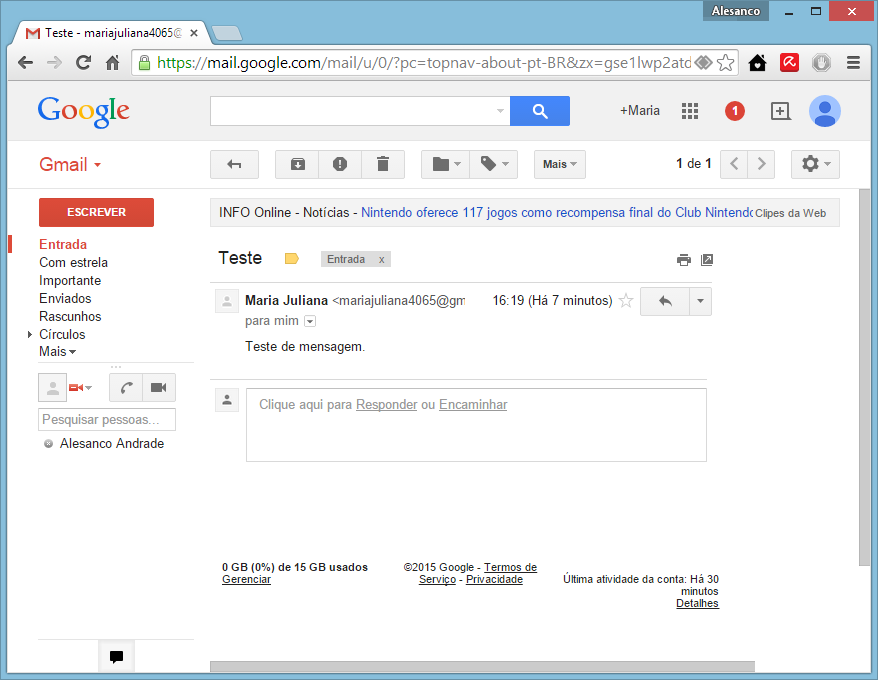 Alesanco
Teste - mariajuliana4065@
https://mail.google.com/mail/u/0/?pc=topnav-about-pt-BR&zx=gse1lwp2atd
Google
+Maria
1
Gmail
Mais
1 de 1
ESCREVER
INFO Online - Notícias - Nintendo oferece 117 jogos como recompensa final do Club Nintendo
Clipes da Web
Entrada
Com estrela
Importante
Enviados
Rascunhos
Círculos
Mais
Pesquisar pessoas...
Alesanco Andrade
Teste
Entrada x
Maria Juliana <mariajuliana4065@gm
16:19 (Há 7 minutos)
para mim
Teste de mensagem.
Clique aqui para Responder ou Encaminhar
0 GB (0%) de 15 GB usados
Gerenciar
©2015 Google - Termos de
Serviço - Privacidade
Última atividade da conta: Há 30
minutos
Detalhes